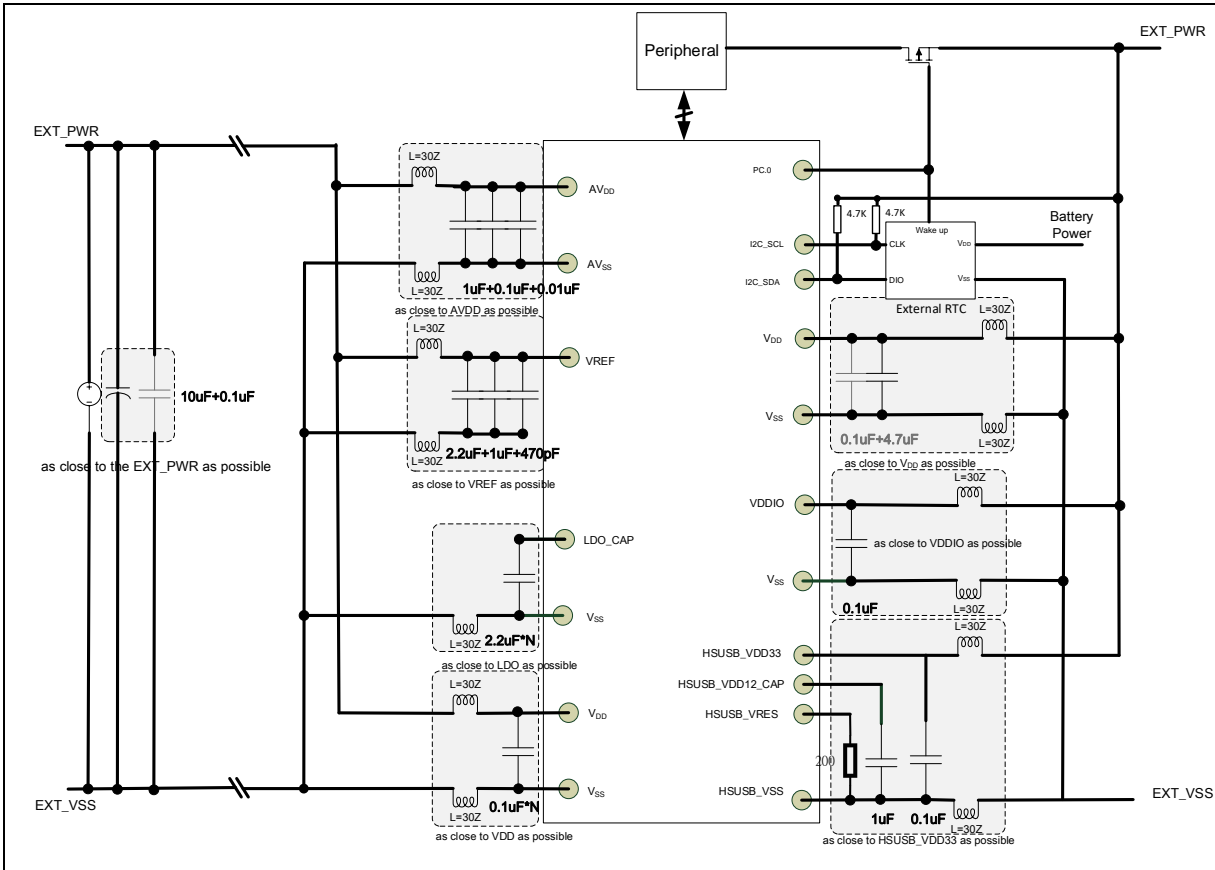 EXT_PWR
Peripheral
EXT_PWR
L=30Z
AVDD
AVSS
L=30Z
1uF+0.1uF+0.01uF
as close to AVDD as possible
PC.0
4.7K
4.7K
Wake up
Battery
Power
I2C_SCL
CLK
VDD
I2C_SDA
DIO
VSS
External RTC
L=30Z
VREF
L=30Z
2.2uF+1uF+470pF
as close to VREF as possible
10uF+0.1uF
as close to the EXT_PWR as possible
L=30Z
VDD
VSS
L=30Z
0.1uF+4.7uF
as close to VDD as possible
L=30Z
VDDIO
as close to VDDIO as possible
VSS
0.1uF
L=30Z
LDO_CAP
VSS
L=30Z
2.2uF*N
as close to LDO as possible
L=30Z
VDD
VSS
0.1uF*N
L=30Z
as close to VDD as possible
EXT_VSS
L=30Z
HSUSB_VDD33
HSUSB_VDD12_CAP
HSUSB_VRES
200
HSUSB_VSS
1uF
0.1uF
L=30Z
as close to HSUSB_VDD33 as possible
EXT_VSS